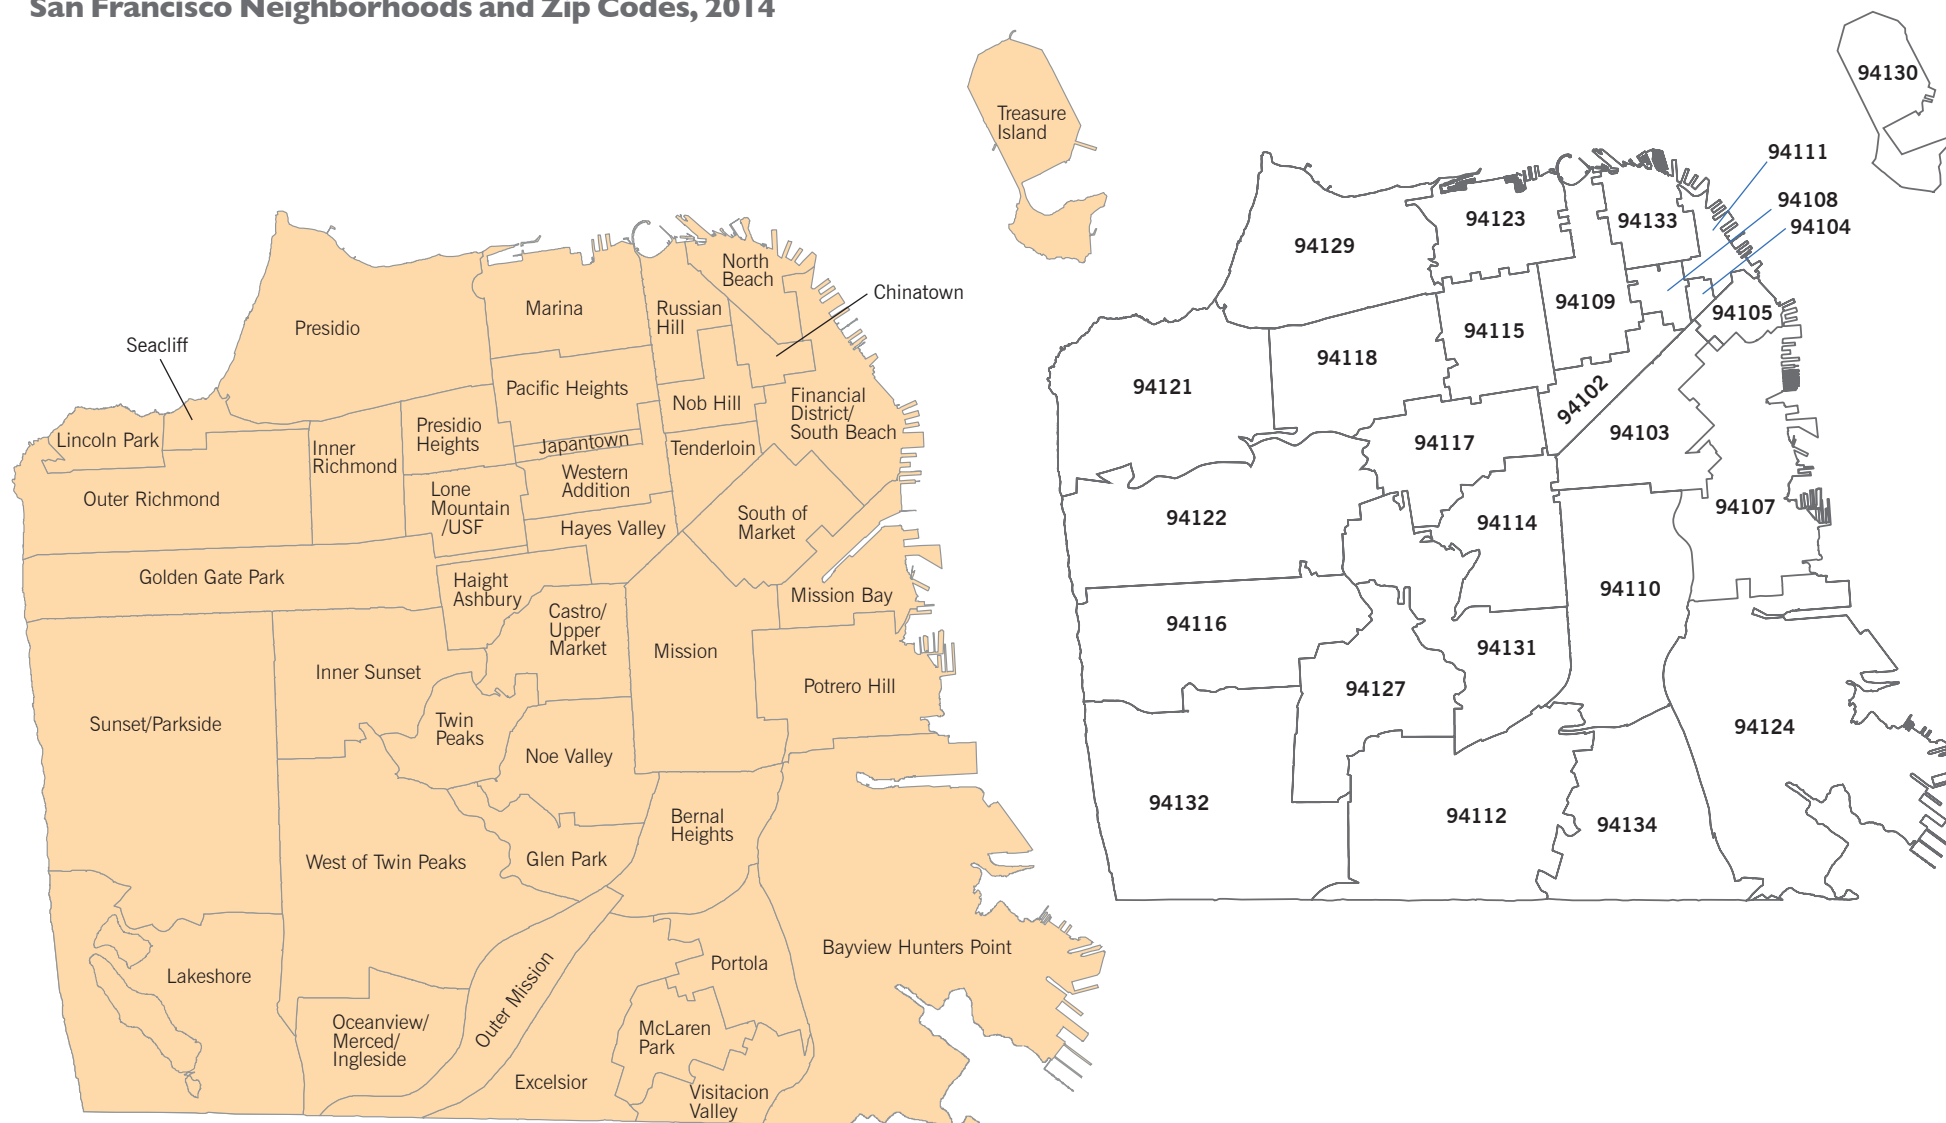 San Francisco Neighborhoods and Zip Codes, 2014
Treasure
Island
North
Beach
Chinatown
Marina
Russian
Hill
Presidio
Seacliff
Pacific Heights
Nob Hill
Financial
District/
South Beach
Lincoln Park
Inner
Richmond
Presidio
Heights
Japantown
Tenderloin
Outer Richmond
Lone
Mountain
/USF
Western
Addition
Hayes Valley
South of
Market
Golden Gate Park
Haight
Ashbury
Castro/
Upper
Market
Mission Bay
Mission
Inner Sunset
Potrero Hill
Sunset/Parkside
Twin
Peaks
Noe Valley
Bernal
Heights
West of Twin Peaks
Glen Park
Bayview Hunters Point
Portola
Lakeshore
Outer Mission
Oceanview/
Merced/
Ingleside
McLaren
Park
Excelsior
Visitacion
Valley
94130
94111
94108
94104
94123
94133
94129
94109
94105
94115
94118
94121
94102
94103
94117
94107
94122
94114
94110
94116
94131
94127
94124
94132
94112
94134